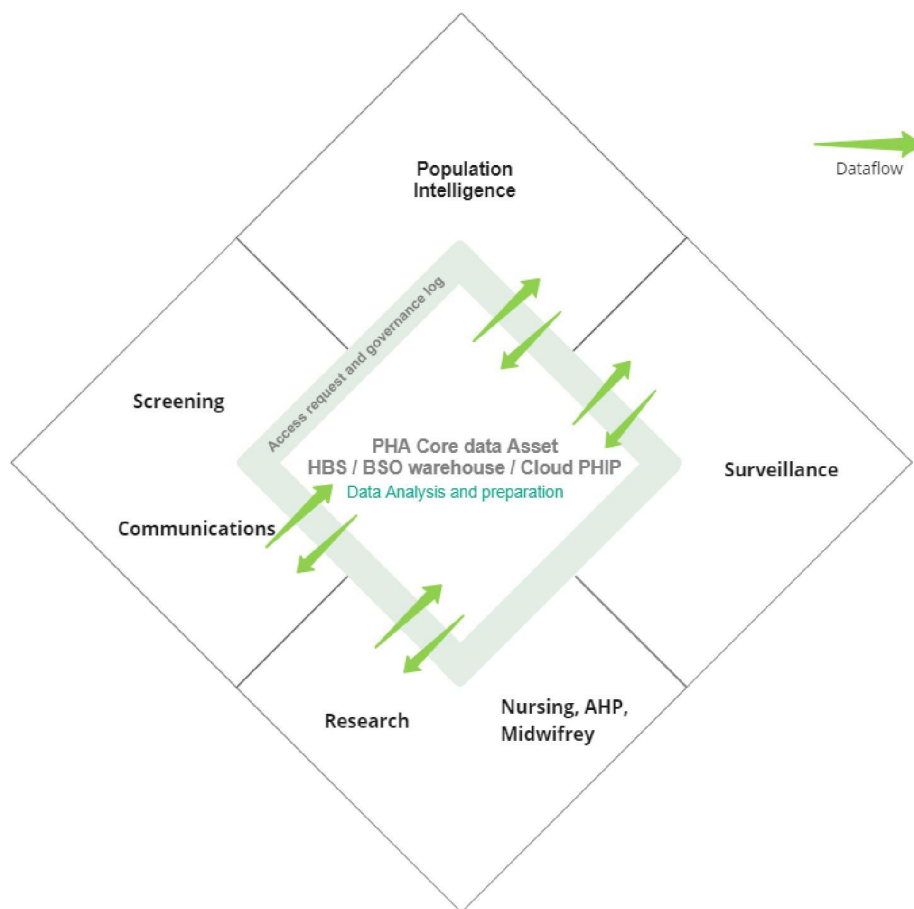 Population
Intelligence
Dataflow
Access request and governance log
Screening
PHA Core data Asset
HBS / BSO warehouse / Cloud PHIP
Data Analysis and preparation
Surveillance
Communications
Research
Nursing, AHP,
Midwifrey